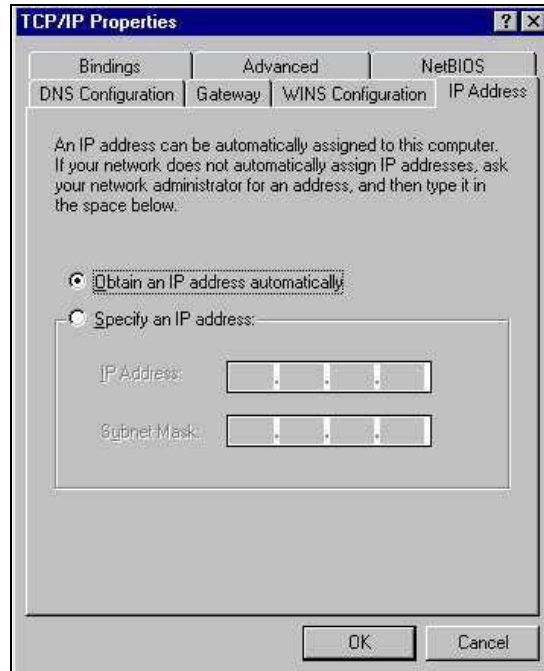 TCP/IP Properties
Bindings
Advanced
NetBIOS
DNS Configuration
Gateway
WINS Configuration
IP Address
An IP address can be automatically assigned to this computer.
If your network does not automatically assign IP addresses, ask
your network administrator for an address, and then type it in
the space below.
Obtain an IP address automatically
Specify an IP address:
IP Address:
Subnet Mask:
OK
Cancel